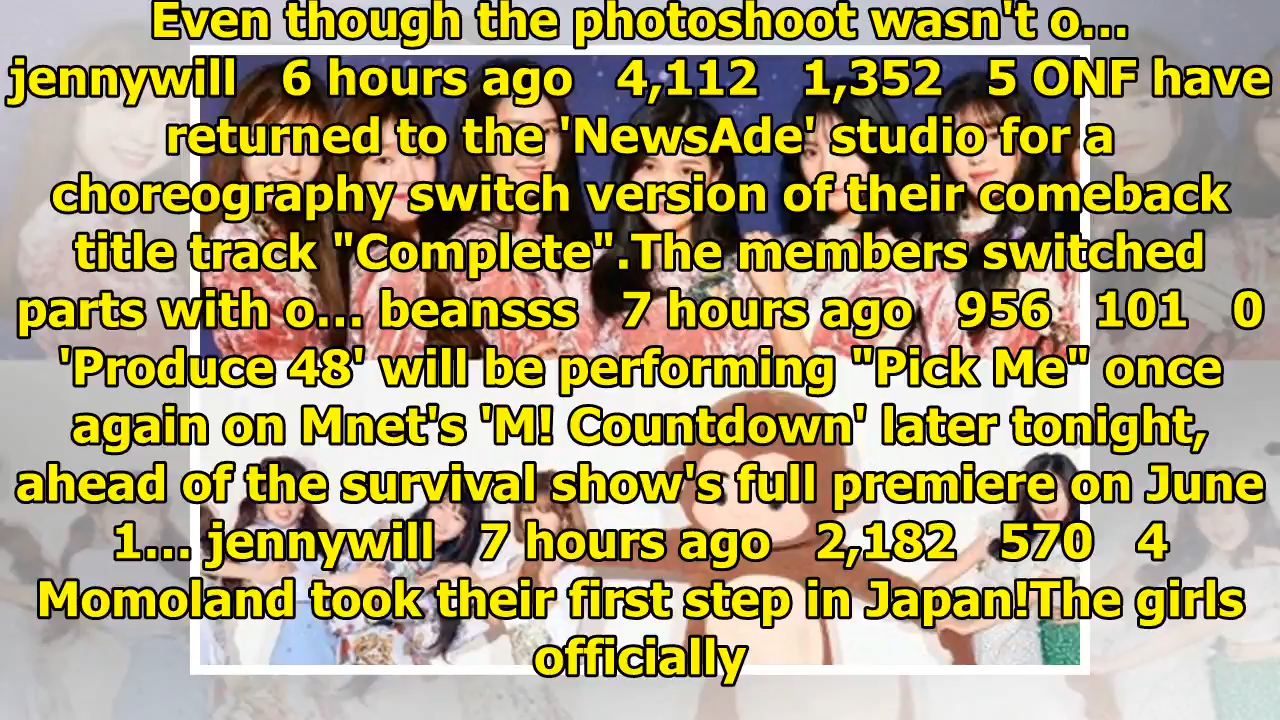 Even though the photoshoot wasn't o...
jennywill 6 hours ago 4,112 1,352 5 ONF have
returned to the 'NewsAde' studio for a
choreography switch version of their comeback
title track "Complete".The members switched
parts with o... beansss 7 hours ago 956 101 0
'Produce 48' will be performing "Pick Me" once
again on Mnet's 'M! Countdown' later tonight,
ahead of the survival show's full premiere on June
1... jennywill 7 hours ago 2,182 570 4
Momoland took their first step in Japan!The girls
officially